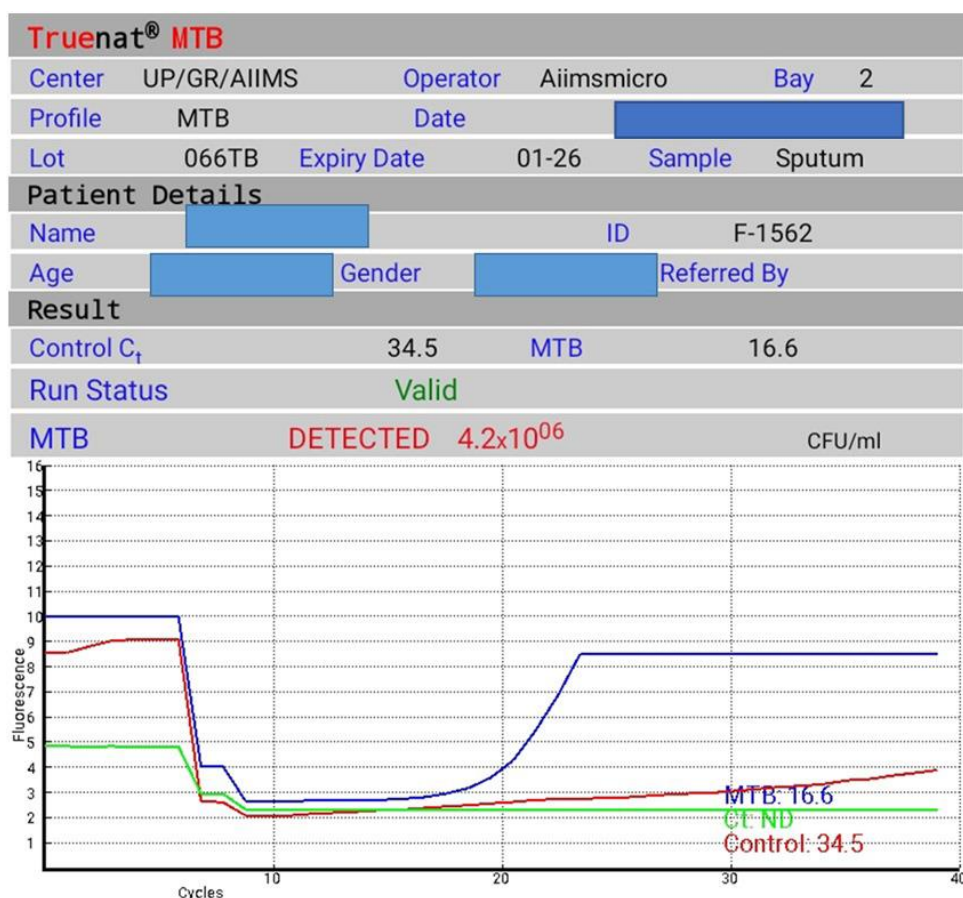 Truenat® MTB
Center UP/GR/AIIMS Operator Aiimsmicro Bay 2
Profile MTB Date
Lot 066TB Expiry Date 01-26 Sample Sputum
Patient Details
Name ID F-1562
Age Gender Referred By
Result
Control Ct 34.5 MTB 16.6
Run Status Valid
MTB DETECTED 4.2x10⁰⁶ CFU/ml
16
15
14
13
12
11
10
9
8
7
6
5
4
3
2
1
Fluorescence
MTB: 16.6
Ct: ND
Control: 34.5
10 20 30 40
Cycles